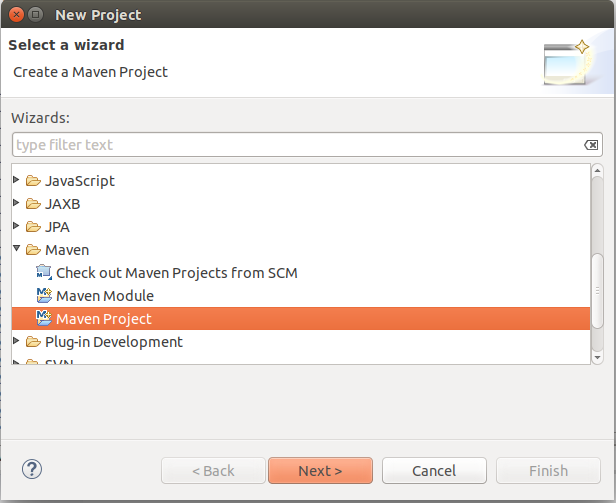 New Project
Select a wizard
Create a Maven Project
Wizards:
type filter text
JavaScript
JAXB
JPA
Maven
Check out Maven Projects from SCM
Maven Module
Maven Project
Plug-in Development
SVN
< Back
Next >
Cancel
Finish